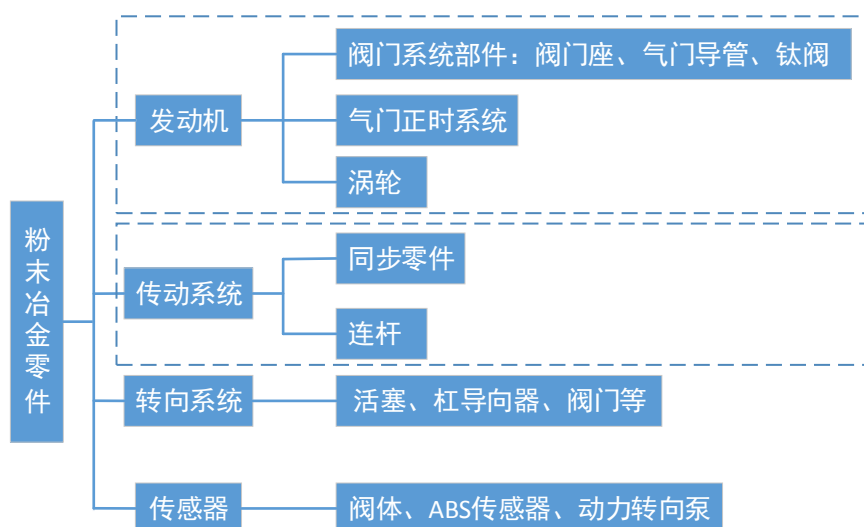 粉末冶金零件
发动机
阀门系统部件：阀门座、气门导管、钛阀
气门正时系统
涡轮
传动系统
同步零件
连杆
转向系统
活塞、杠导向器、阀门等
传感器
阀体、ABS传感器、动力转向泵